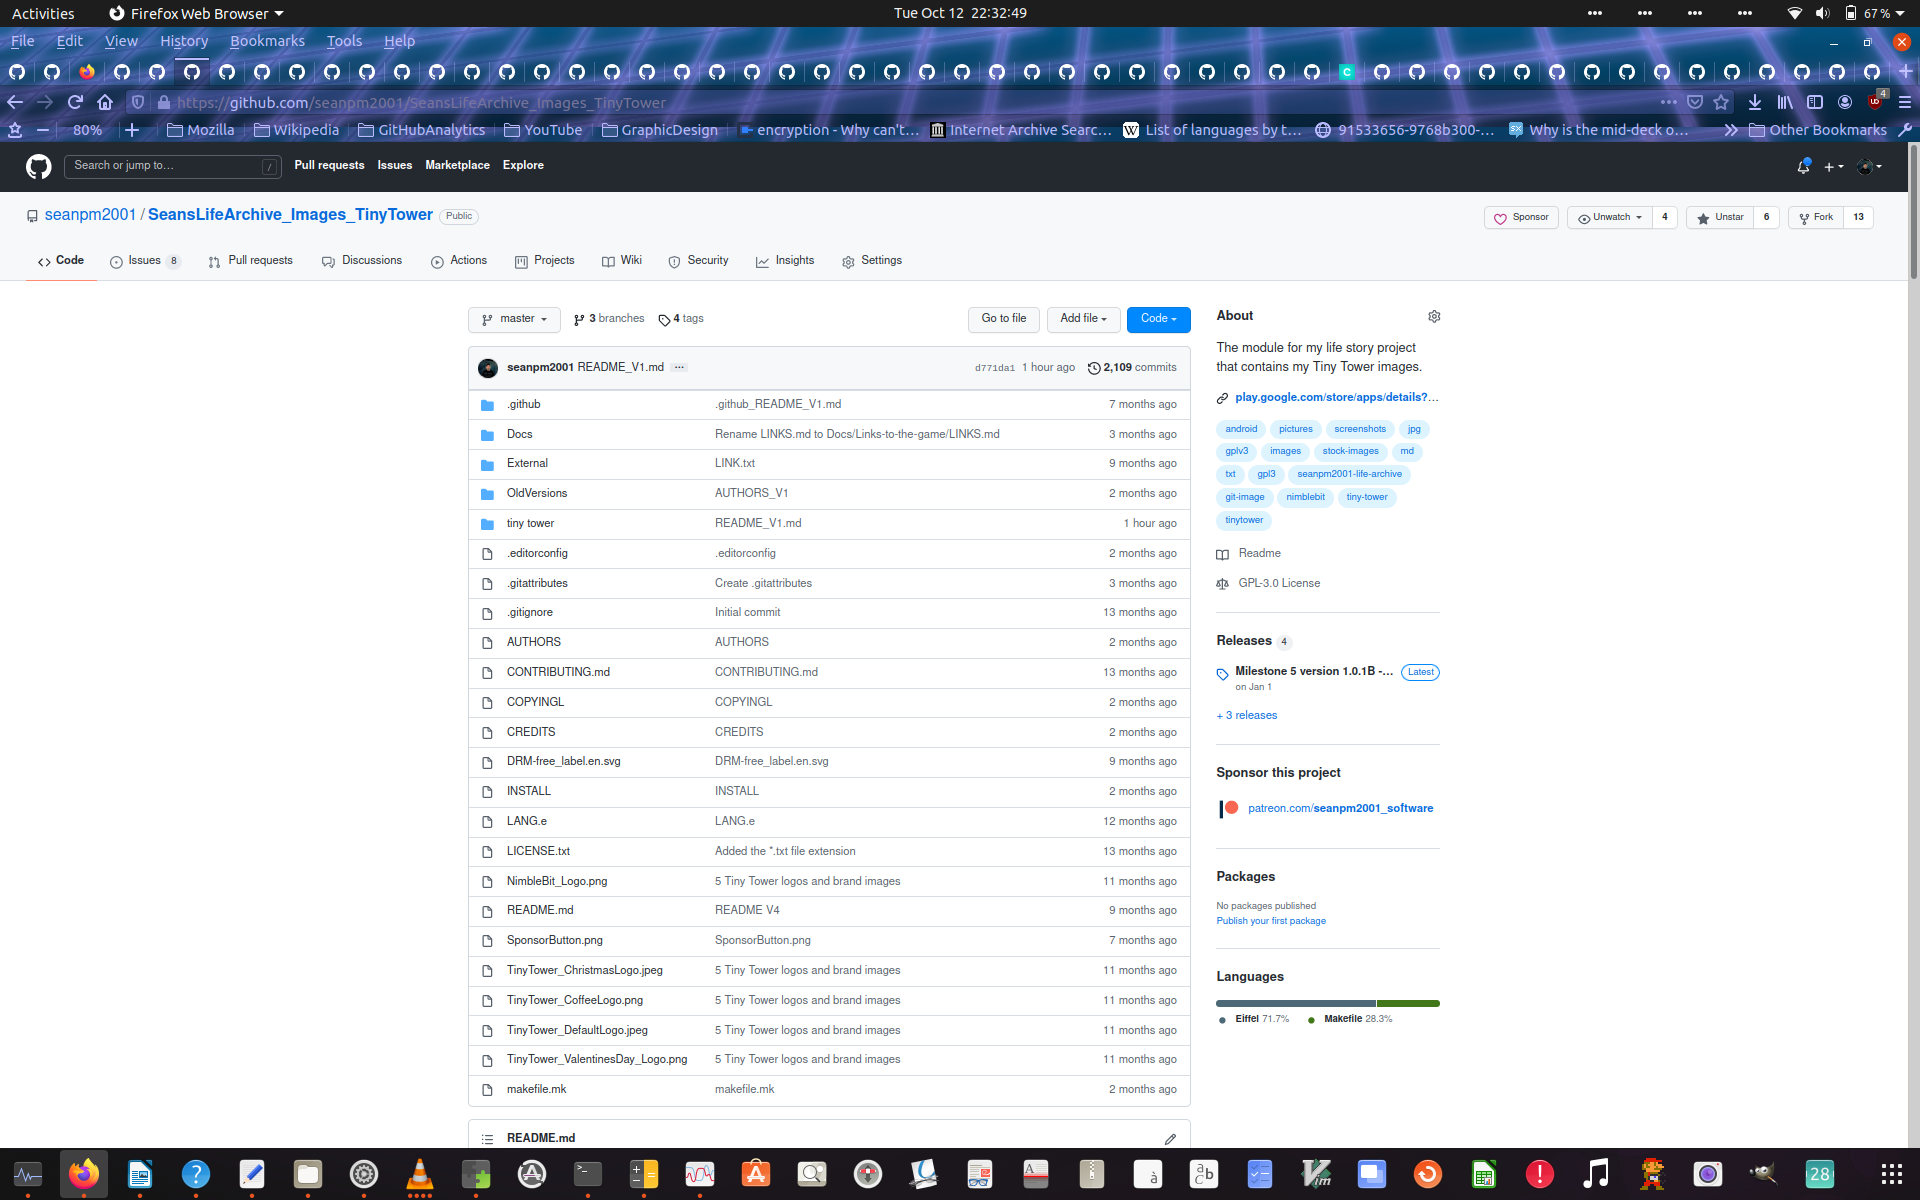 Activities Firefox Web Browser Tue Oct 12 22:32:49 67 %
File Edit View History Bookmarks Tools Help
https://github.com/seanpm2001/SeansLifeArchive_Images_TinyTower 4
80% Mozilla Wikipedia GitHubAnalytics YouTube GraphicDesign encryption - Why can't… Internet Archive Searc… List of languages by t… 91533656-9768b300-… Why is the mid-deck o… Other Bookmarks
Search or jump to… / Pull requests Issues Marketplace Explore
seanpm2001 / SeansLifeArchive_Images_TinyTower Public Sponsor Unwatch 4 Unstar 6 Fork 13
Code Issues 8 Pull requests Discussions Actions Projects Wiki Security Insights Settings
master 3 branches 4 tags Go to file Add file Code
seanpm2001 README_V1.md ... d771da1 1 hour ago 2,109 commits
.github .github_README_V1.md 7 months ago
Docs Rename LINKS.md to Docs/Links-to-the-game/LINKS.md 3 months ago
External LINK.txt 9 months ago
OldVersions AUTHORS_V1 2 months ago
tiny tower README_V1.md 1 hour ago
.editorconfig .editorconfig 2 months ago
.gitattributes Create .gitattributes 3 months ago
.gitignore Initial commit 13 months ago
AUTHORS AUTHORS 2 months ago
CONTRIBUTING.md CONTRIBUTING.md 13 months ago
COPYINGL COPYINGL 2 months ago
CREDITS CREDITS 2 months ago
DRM-free_label.en.svg DRM-free_label.en.svg 9 months ago
INSTALL INSTALL 2 months ago
LANG.e LANG.e 12 months ago
LICENSE.txt Added the *.txt file extension 13 months ago
NimbleBit_Logo.png 5 Tiny Tower logos and brand images 11 months ago
README.md README V4 9 months ago
SponsorButton.png SponsorButton.png 7 months ago
TinyTower_ChristmasLogo.jpeg 5 Tiny Tower logos and brand images 11 months ago
TinyTower_CoffeeLogo.png 5 Tiny Tower logos and brand images 11 months ago
TinyTower_DefaultLogo.jpeg 5 Tiny Tower logos and brand images 11 months ago
TinyTower_ValentinesDay_Logo.png 5 Tiny Tower logos and brand images 11 months ago
makefile.mk makefile.mk 2 months ago
README.md
About
The module for my life story project
that contains my Tiny Tower images.
play.google.com/store/apps/details?…
android pictures screenshots jpg
gplv3 images stock-images md
txt gpl3 seanpm2001-life-archive
git-image nimblebit tiny-tower
tinytower
Readme
GPL-3.0 License
Releases 4
Milestone 5 version 1.0.1B -… Latest
on Jan 1
+ 3 releases
Sponsor this project
patreon.com/seanpm2001_software
Packages
No packages published
Publish your first package
Languages
Eiffel 71.7% Makefile 28.3%
28